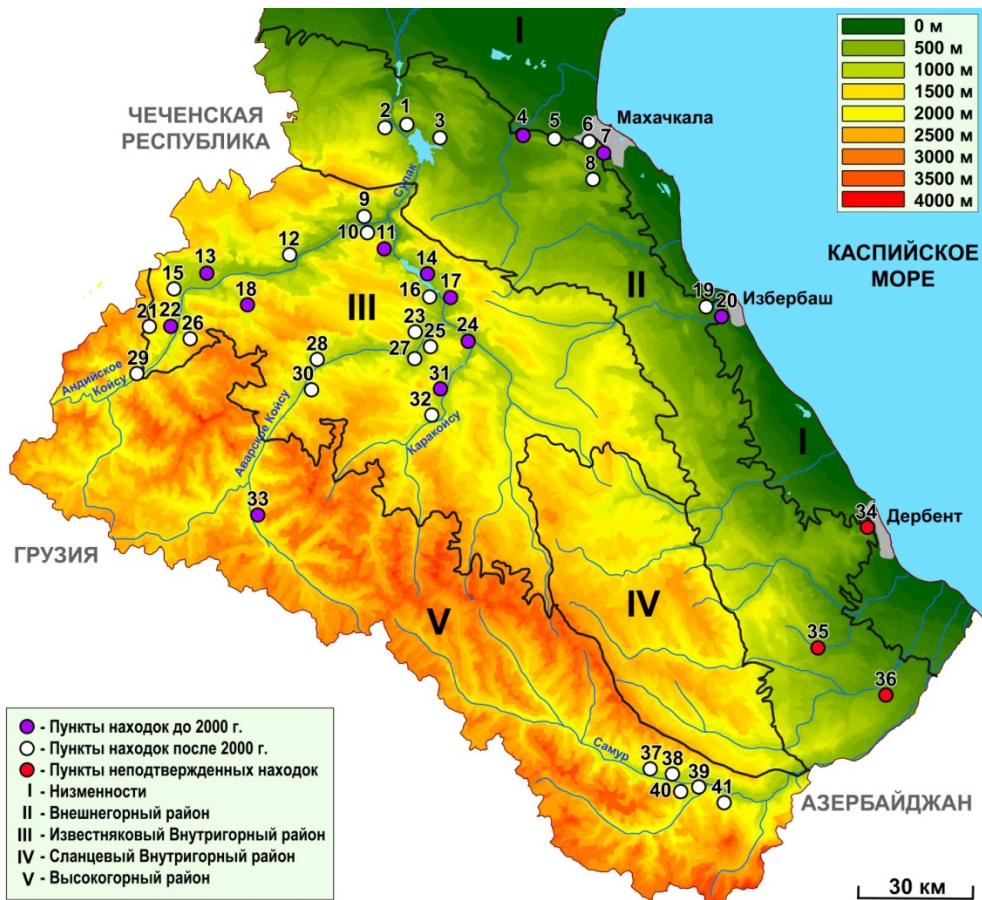 I
0 м
500 м
1000 м
1500 м
2000 м
2500 м
3000 м
3500 м
4000 м
ЧЕЧЕНСКАЯ
РЕСПУБЛИКА
2
1
3
4
5
6
7
8
Махачкала
Сулак
КАСПИЙСКОЕ
МОРЕ
9
10
11
12
13
14
15
16
17
18
II
III
19
20
Избербаш
21
22
26
23
25
24
27
28
30
29
31
32
Андийское
Койсу
Аварское Койсу
Каракойсу
I
33
34
Дербент
ГРУЗИЯ
V
IV
35
36
Самур
37
38
39
40
41
АЗЕРБАЙДЖАН
- Пункты находок до 2000 г.
- Пункты находок после 2000 г.
- Пункты неподтвержденных находок
I - Низменности
II - Внешнегорный район
III - Известняковый Внутригорный район
IV - Сланцевый Внутригорный район
V - Высокогорный район
30 км